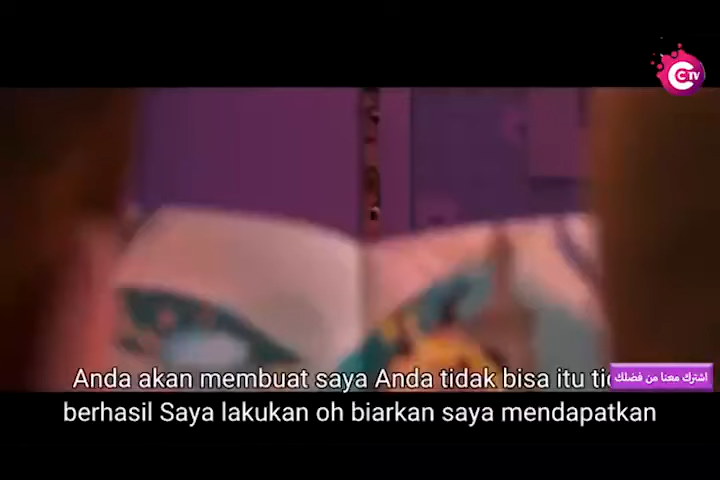 C TV
Anda akan membuat saya Anda tidak bisa itu
اشترك معنا من فضلك
berhasil Saya lakukan oh biarkan saya mendapatkan